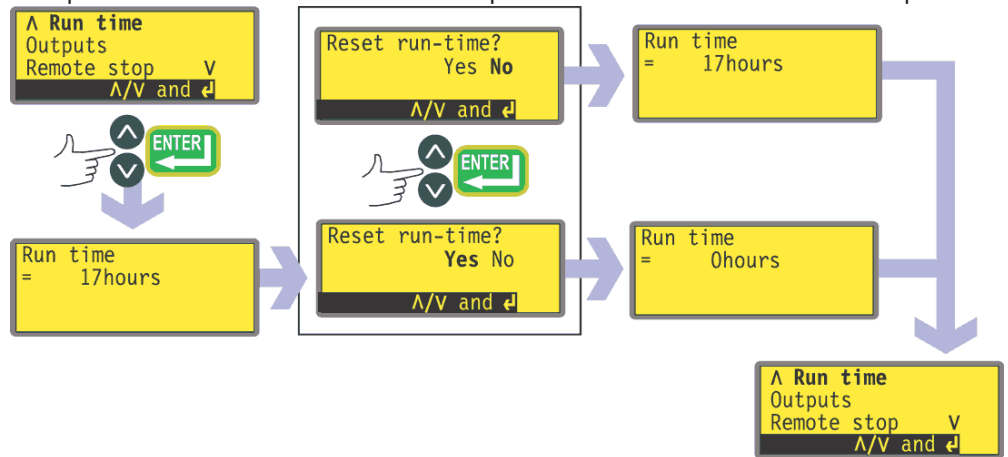 Λ Run time
Outputs
Remote stop V
Λ/V and ↵
ENTER
Run time
= 17hours
Reset run-time?
Yes No
Λ/V and ↵
ENTER
Reset run-time?
Yes No
Λ/V and ↵
Run time
= 17hours
Run time
= 0hours
Λ Run time
Outputs
Remote stop V
Λ/V and ↵